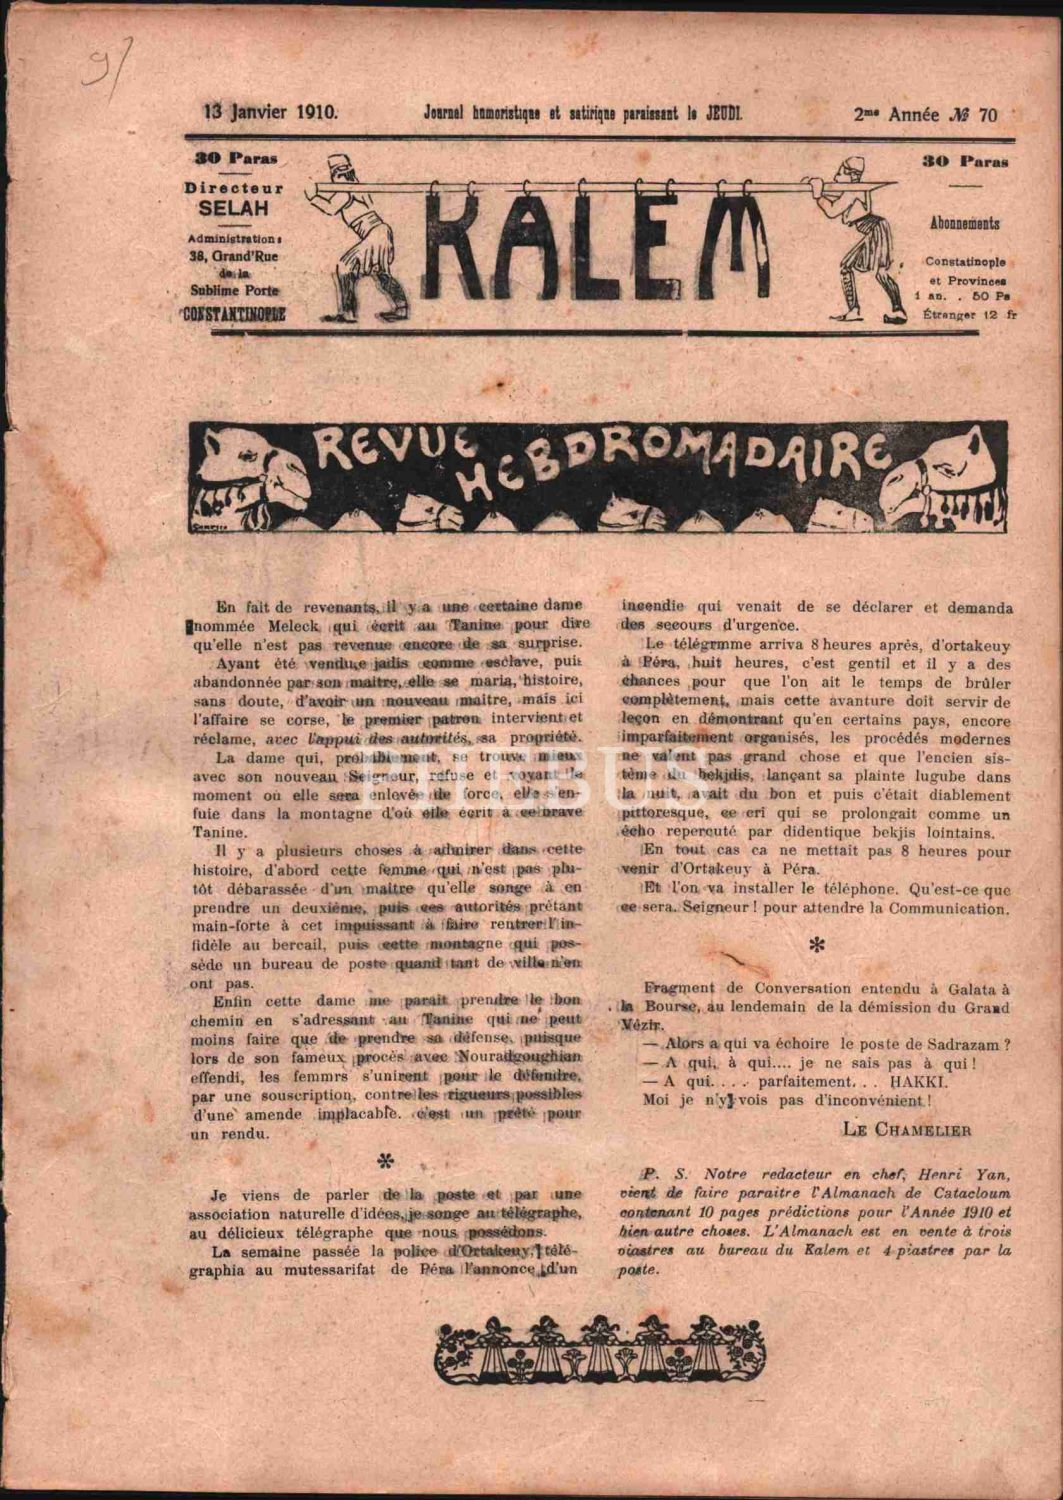 97
13 Janvier 1910.
Journal humoristique et satirique paraissant le JEUDI.
2me Année № 70
30 Paras
Directeur
SELAH
Administration:
38, Grand'Rue
de la
Sublime Porte
CONSTANTINOPLE
KALEM
30 Paras
Abonnements
Constatinople
et Provinces
1 an. . 50 Ps
Étranger 12 fr
REVUE
HEBDROMADAIRE
En fait de revenants, il y a une certaine dame
nommée Meleck qui écrit au Tanine pour dire
qu'elle n'est pas revenue encore de sa surprise.
Ayant été vendue jadis comme esclave, puis
abandonnée par son maitre, elle se maria, histoire,
sans doute, d'avoir un nouveau maitre, mais ici
l'affaire se corse, le premier patron intervient et
réclame, avec l'appui des autorités, sa propriété.
La dame qui, probablement, se trouve mieux
avec son nouveau Seigneur, refuse et voyant le
moment où elle sera enlevée de force, elle s'en-
fuie dans la montagne d'où elle écrit à ce brave
Tanine.
Il y a plusieurs choses à admirer dans cette
histoire, d'abord cette femme qui n'est pas plu-
tôt débarassée d'un maitre qu'elle songe à en
prendre un deuxième, puis ces autorités prêtant
main-forte à cet impuissant à faire rentrer l'in-
fidèle au bercail, puis cette montagne qui pos-
sède un bureau de poste quand tant de ville n'en
ont pas.
Enfin cette dame me parait prendre le bon
chemin en s'adressant au Tanine qui ne peut
moins faire que de prendre sa défense, puisque
lors de son fameux procès avec Nouradgoughian
effendi, les femmrs s'unirent pour le défendre,
par une souscription, contre les rigueurs possibles
d'une amende implacable. c'est un prété pour
un rendu.
*
Je viens de parler de la poste et par une
association naturelle d'idées, je songe au télégraphe,
au délicieux télégraphe que nous possédons.
La semaine passée la police d'Ortakeuy, télé-
graphia au mutessarifat de Péra l'annonce d'un
incendie qui venait de se déclarer et demanda
des secours d'urgence.
Le télégrmme arriva 8 heures après, d'ortakeuy
à Péra, huit heures, c'est gentil et il y a des
chances pour que l'on ait le temps de brûler
complètement, mais cette avanture doit servir de
leçon en démontrant qu'en certains pays, encore
imparfaitement organisés, les procédés modernes
ne valent pas grand chose et que l'encien sis-
tème du bekjdis, lançant sa plainte lugube dans
la nuit, avait du bon et puis c'était diablement
pittoresque, ce cri qui se prolongait comme un
écho repercuté par didentique bekjis lointains.
En tout cas ca ne mettait pas 8 heures pour
venir d'Ortakeuy à Péra.
Et l'on va installer le téléphone. Qu'est-ce que
ce sera. Seigneur ! pour attendre la Communication.
*
Fragment de Conversation entendu à Galata à
la Bourse, au lendemain de la démission du Grand
Vézir.
— Alors a qui va échoire le poste de Sadrazam ?
— A qui, à qui.... je ne sais pas à qui !
— A qui. . . . parfaitement. . . HAKKI.
Moi je n'y vois pas d'inconvénient !
LE CHAMELIER
P. S. Notre redacteur en chef, Henri Yan,
vient de faire paraitre l'Almanach de Catacloum
contenant 10 pages prédictions pour l'Année 1910 et
bien autre choses. L'Almanach est en vente à trois
piastres au bureau du Kalem et 4 piastres par la
poste.